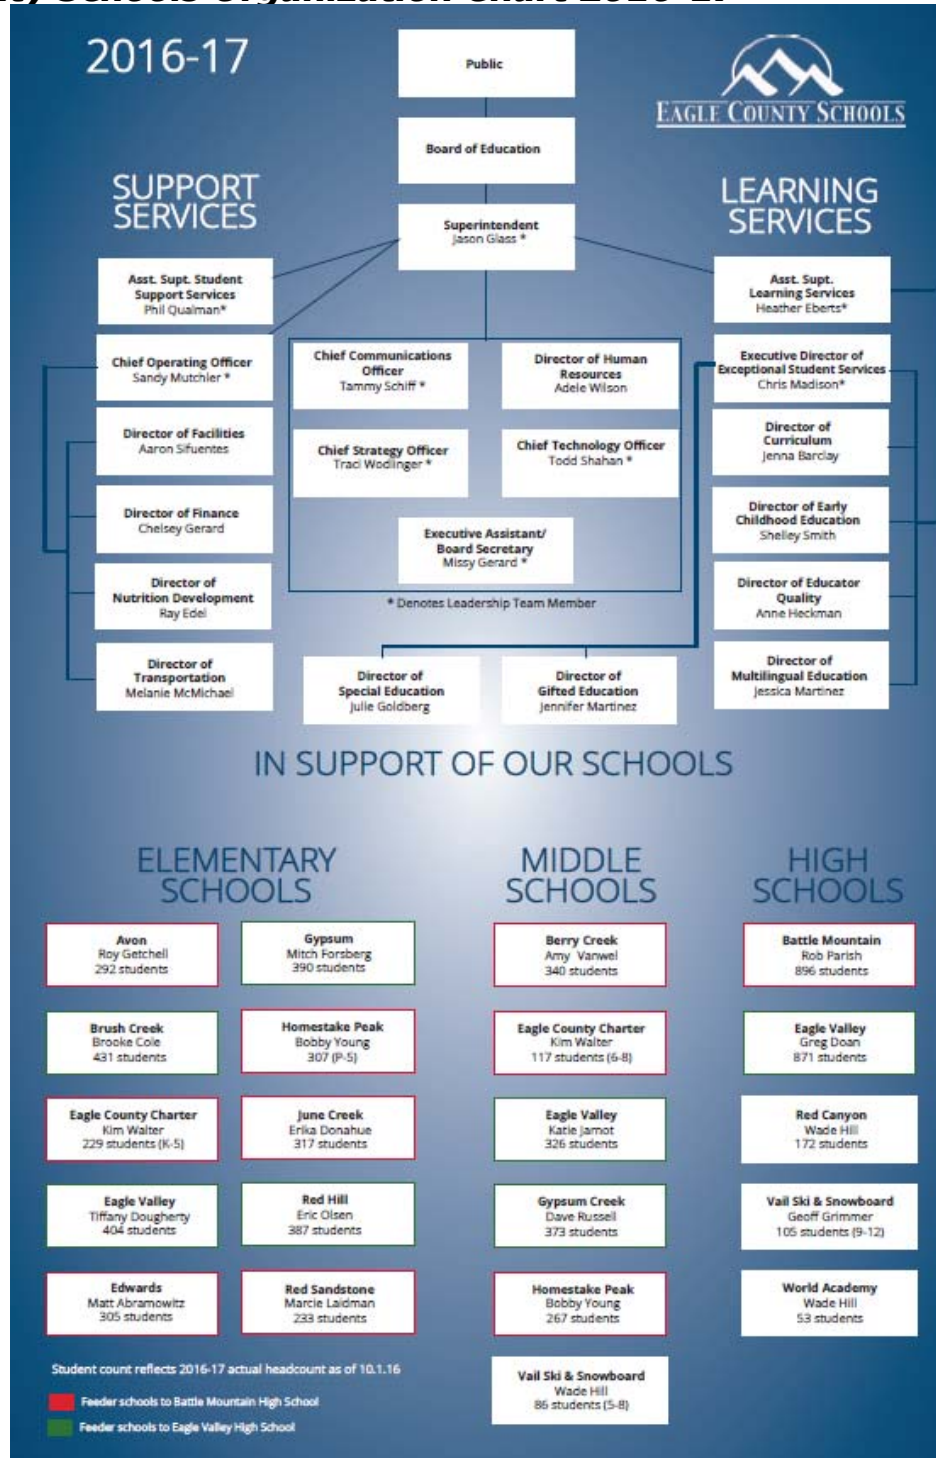 2016-17
EAGLE COUNTY SCHOOLS
Public
Board of Education
Superintendent
Jason Glass *
SUPPORT
SERVICES
Asst. Supt. Student
Support Services
Phil Qualman*
Chief Operating Officer
Sandy Mutchler *
Director of Facilities
Aaron Sifuentes
Director of Finance
Chelsey Gerard
Director of
Nutrition Development
Ray Edel
Director of
Transportation
Melanie McMichael
Chief Communications
Officer
Tammy Schiff *
Director of Human
Resources
Adele Wilson
Chief Strategy Officer
Traci Wodlinger *
Chief Technology Officer
Todd Shahan *
Executive Assistant/
Board Secretary
Missy Gerard *
* Denotes Leadership Team Member
LEARNING
SERVICES
Asst. Supt.
Learning Services
Heather Eberts*
Executive Director of
Exceptional Student Services
Chris Madison*
Director of
Curriculum
Jenna Barclay
Director of Early
Childhood Education
Shelley Smith
Director of Educator
Quality
Anne Heckman
Director of
Multilingual Education
Jessica Martinez
Director of
Special Education
Julie Goldberg
Director of
Gifted Education
Jennifer Martinez
IN SUPPORT OF OUR SCHOOLS
ELEMENTARY
SCHOOLS
Avon
Roy Getchell
292 students
Gypsum
Mitch Forsberg
390 students
Brush Creek
Brooke Cole
431 students
Homestake Peak
Bobby Young
307 (P-5)
Eagle County Charter
Kim Walter
229 students (K-5)
June Creek
Erika Donahue
317 students
Eagle Valley
Tiffany Dougherty
404 students
Red Hill
Eric Olsen
387 students
Edwards
Matt Abramowitz
305 students
Red Sandstone
Marcie Laidman
233 students
MIDDLE
SCHOOLS
Berry Creek
Amy Vanwel
340 students
Eagle County Charter
Kim Walter
117 students (6-8)
Eagle Valley
Katie Jarnot
326 students
Gypsum Creek
Dave Russell
373 students
Homestake Peak
Bobby Young
267 students
Vail Ski & Snowboard
Wade Hill
86 students (5-8)
HIGH
SCHOOLS
Battle Mountain
Rob Parish
896 students
Eagle Valley
Greg Doan
871 students
Red Canyon
Wade Hill
172 students
Vail Ski & Snowboard
Geoff Grimmer
105 students (9-12)
World Academy
Wade Hill
53 students
Student count reflects 2016-17 actual headcount as of 10.1.16
Feeder schools to Battle Mountain High School
Feeder schools to Eagle Valley High School